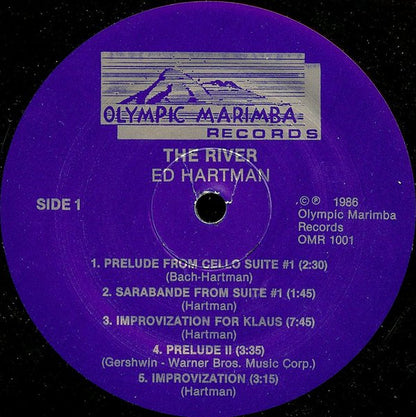 OLYMPIC MARIMBA
RECORDS
THE RIVER
ED HARTMAN
SIDE 1
©℗ 1986
Olympic Marimba
Records
OMR 1001
1. PRELUDE FROM CELLO SUITE #1 (2:30)
(Bach-Hartman)
2. SARABANDE FROM SUITE #1 (1:45)
(Hartman)
3. IMPROVIZATION FOR KLAUS (7:45)
(Hartman)
4. PRELUDE II (3:35)
(Gershwin - Warner Bros. Music Corp.)
5. IMPROVIZATION (3:15)
(Hartman)